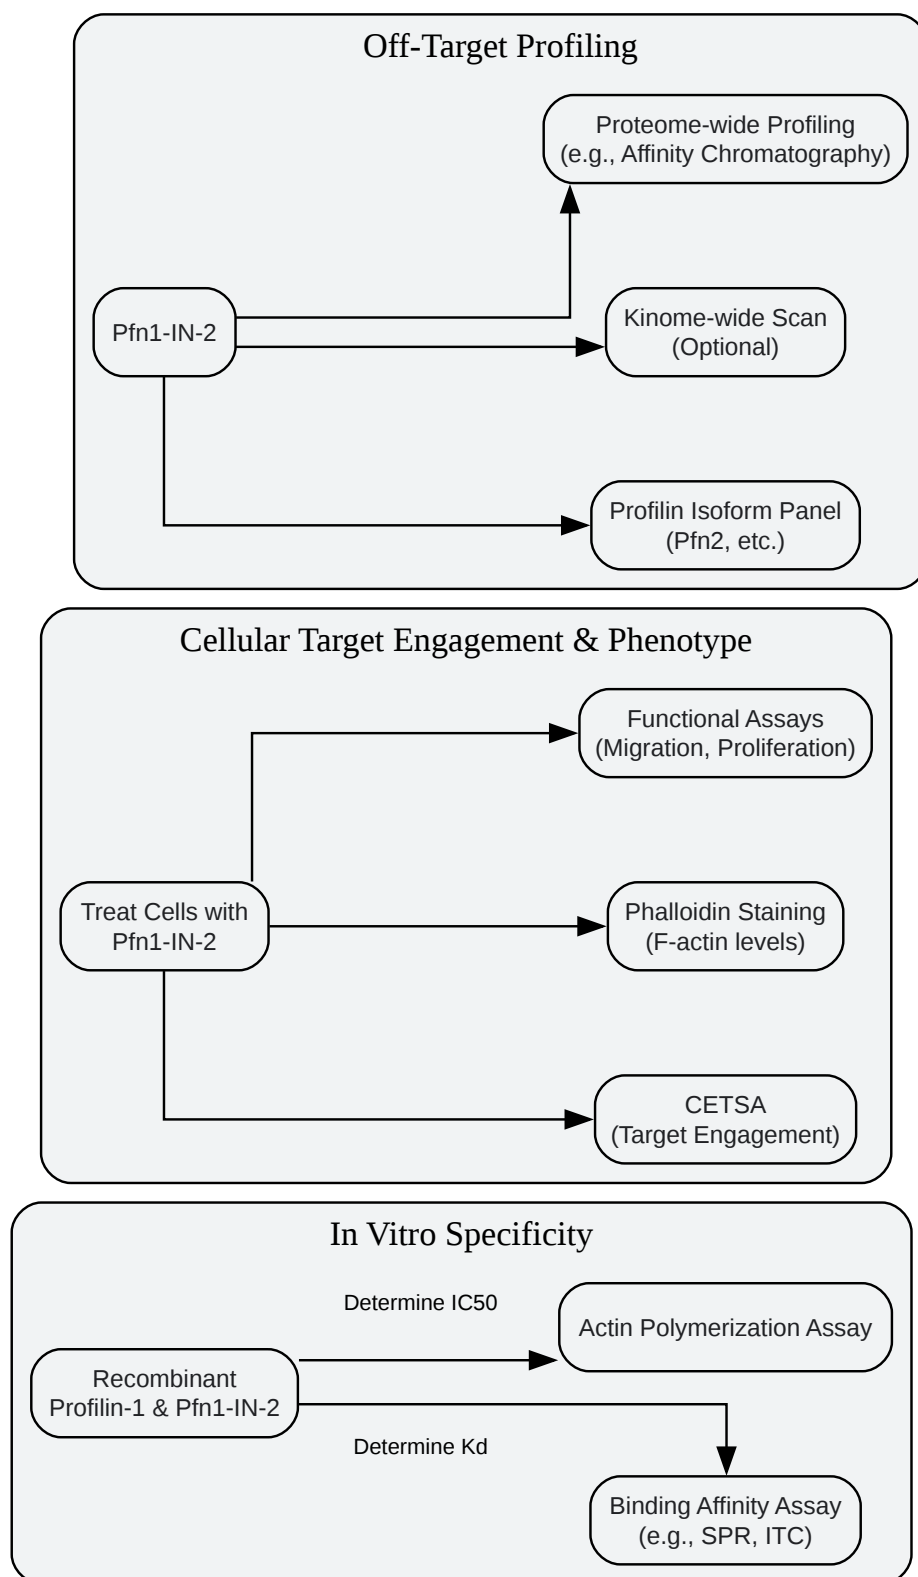 Off-Target Profiling
Proteome-wide Profiling
(e.g., Affinity Chromatography)
Pfn1-IN-2
Kinome-wide Scan
(Optional)
Profilin Isoform Panel
(Pfn2, etc.)
Cellular Target Engagement & Phenotype
Functional Assays
(Migration, Proliferation)
Treat Cells with
Pfn1-IN-2
Phalloidin Staining
(F-actin levels)
CETSA
(Target Engagement)
In Vitro Specificity
Determine IC50
Actin Polymerization Assay
Recombinant
Profilin-1 & Pfn1-IN-2
Determine Kd
Binding Affinity Assay
(e.g., SPR, ITC)